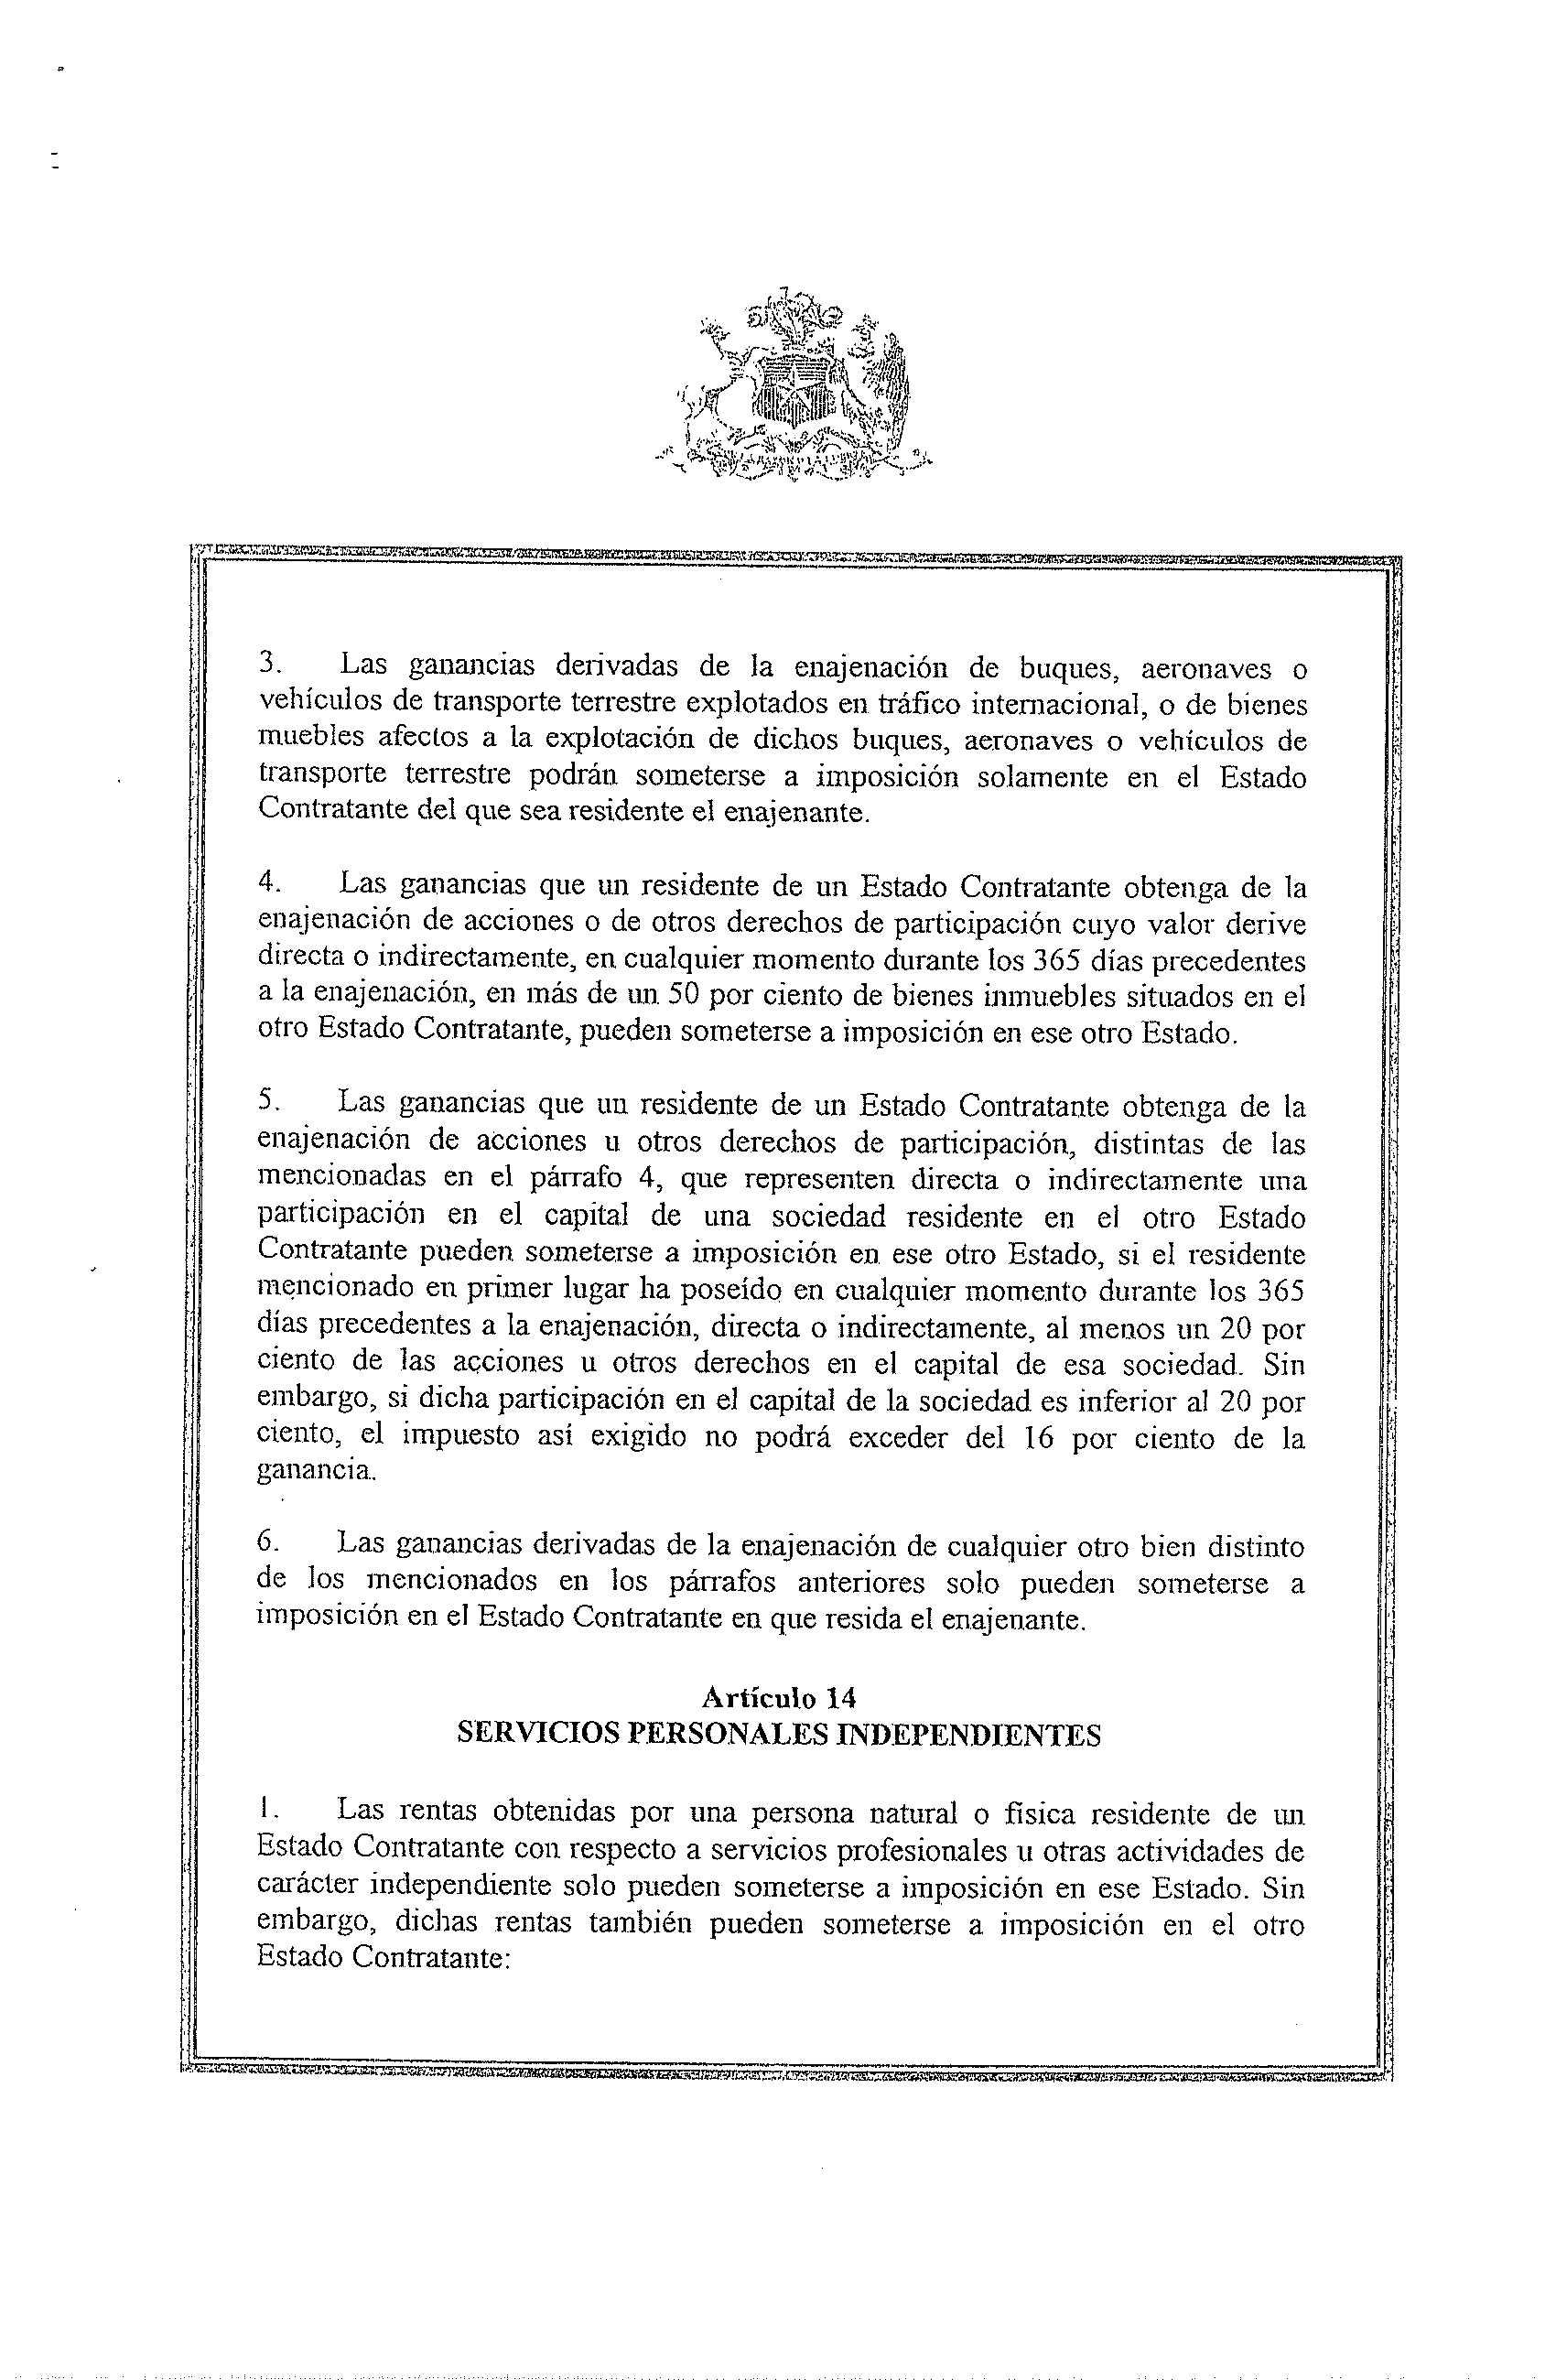 3. Las ganancias derivadas de la enajenación de buques, aeronaves o
vehículos de transporte terrestre explotados en tráfico internacional, o de bienes
muebles afectos a la explotación de dichos buques, aeronaves o vehículos de
transporte terrestre podrán someterse a imposición solamente en el Estado
Contratante del que sea residente el enajenante.
4. Las ganancias que un residente de un Estado Contratante obtenga de la
enajenación de acciones o de otros derechos de participación cuyo valor derive
directa o indirectamente, en cualquier momento durante los 365 días precedentes
a la enajenación, en más de un 50 por ciento de bienes inmuebles situados en el
otro Estado Contratante, pueden someterse a imposición en ese otro Estado.
5. Las ganancias que un residente de un Estado Contratante obtenga de la
enajenación de acciones u otros derechos de participación, distintas de las
mencionadas en el párrafo 4, que representen directa o indirectamente una
participación en el capital de una sociedad residente en el otro Estado
Contratante pueden someterse a imposición en ese otro Estado, si el residente
mencionado en primer lugar ha poseído en cualquier momento durante los 365
días precedentes a la enajenación, directa o indirectamente, al menos un 20 por
ciento de las acciones u otros derechos en el capital de esa sociedad. Sin
embargo, si dicha participación en el capital de la sociedad es inferior al 20 por
ciento, el impuesto así exigido no podrá exceder del 16 por ciento de la
ganancia.
6. Las ganancias derivadas de la enajenación de cualquier otro bien distinto
de los mencionados en los párrafos anteriores solo pueden someterse a
imposición en el Estado Contratante en que resida el enajenante.
Artículo 14
SERVICIOS PERSONALES INDEPENDIENTES
1. Las rentas obtenidas por una persona natural o física residente de un
Estado Contratante con respecto a servicios profesionales u otras actividades de
carácter independiente solo pueden someterse a imposición en ese Estado. Sin
embargo, dichas rentas también pueden someterse a imposición en el otro
Estado Contratante: